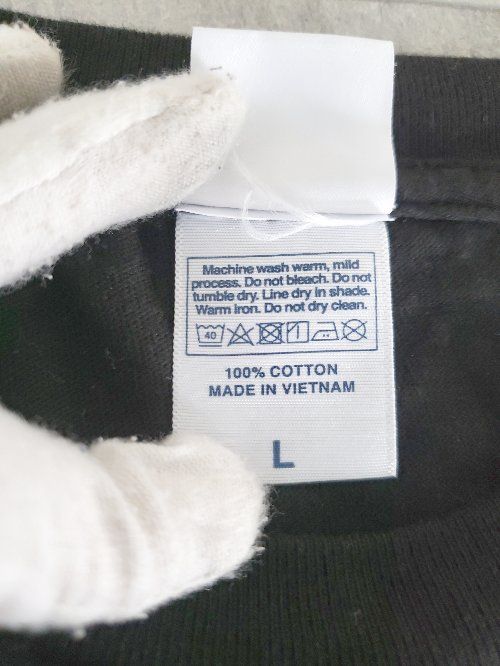 Machine wash warm, mild
process. Do not bleach. Do not
tumble dry. Line dry in shade.
Warm iron. Do not dry clean.
40
100% COTTON
MADE IN VIETNAM
L